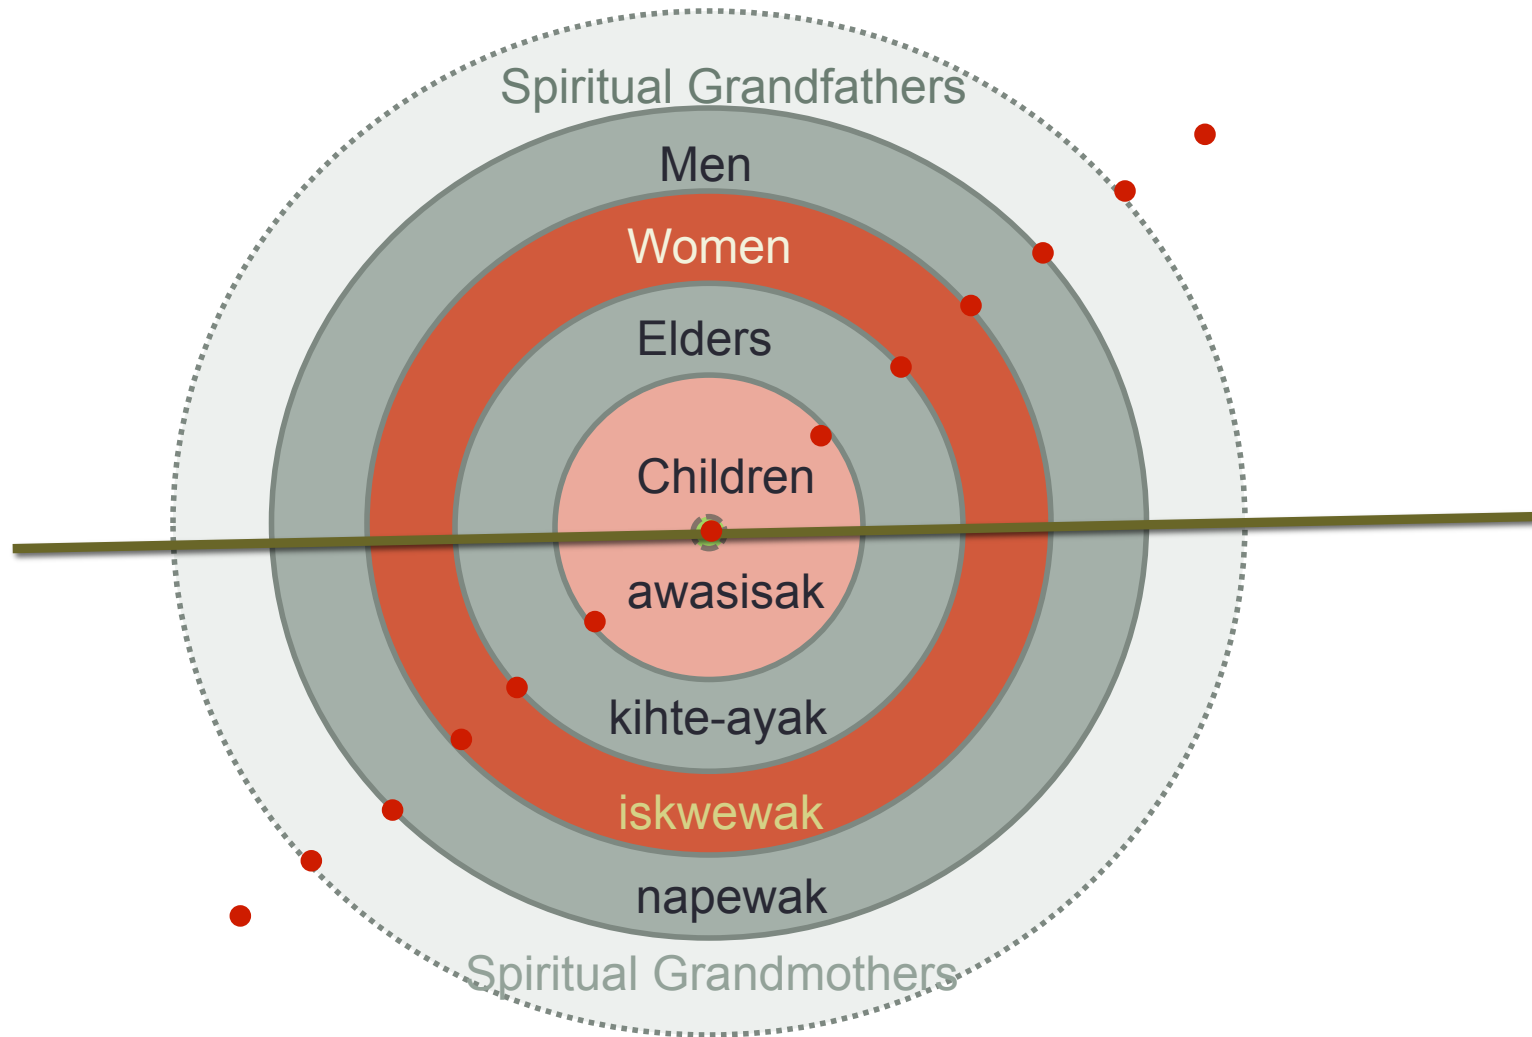 Spiritual Grandfathers
Men
Women
Elders
Children
awasisak
kihte-ayak
iskwewak
napewak
Spiritual Grandmothers